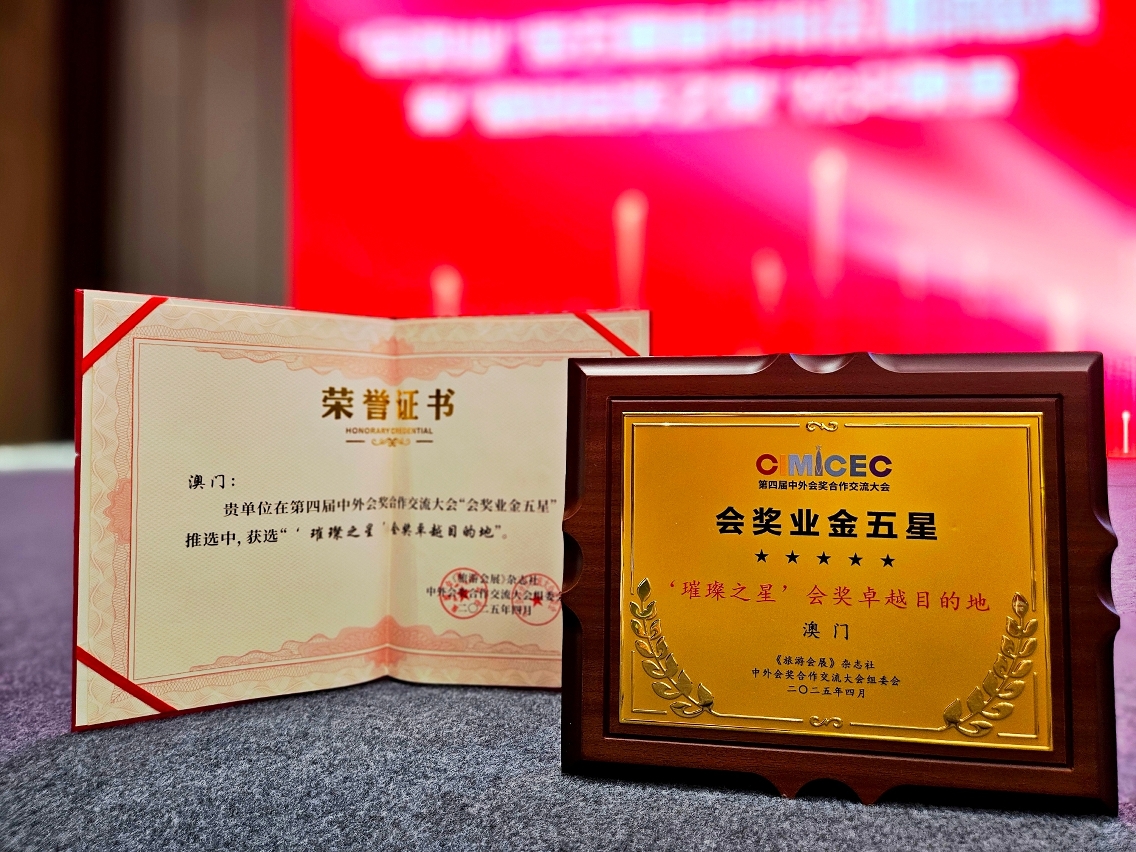 荣誉证书
HONORARY CREDENTIAL
澳门：
贵单位在第四届中外会奖合作交流大会“会奖业金五星”
推选中，获选“‘璀璨之星’会奖卓越目的地”。
《旅游会展》杂志社
中外会奖合作交流大会组委
二〇二五年四月
CIMICEC
第四届中外会奖合作交流大会
会奖业金五星
★★★★★
‘璀璨之星’会奖卓越目的地
澳门
《旅游会展》杂志社
中外会奖合作交流大会组委会
二〇二五年四月